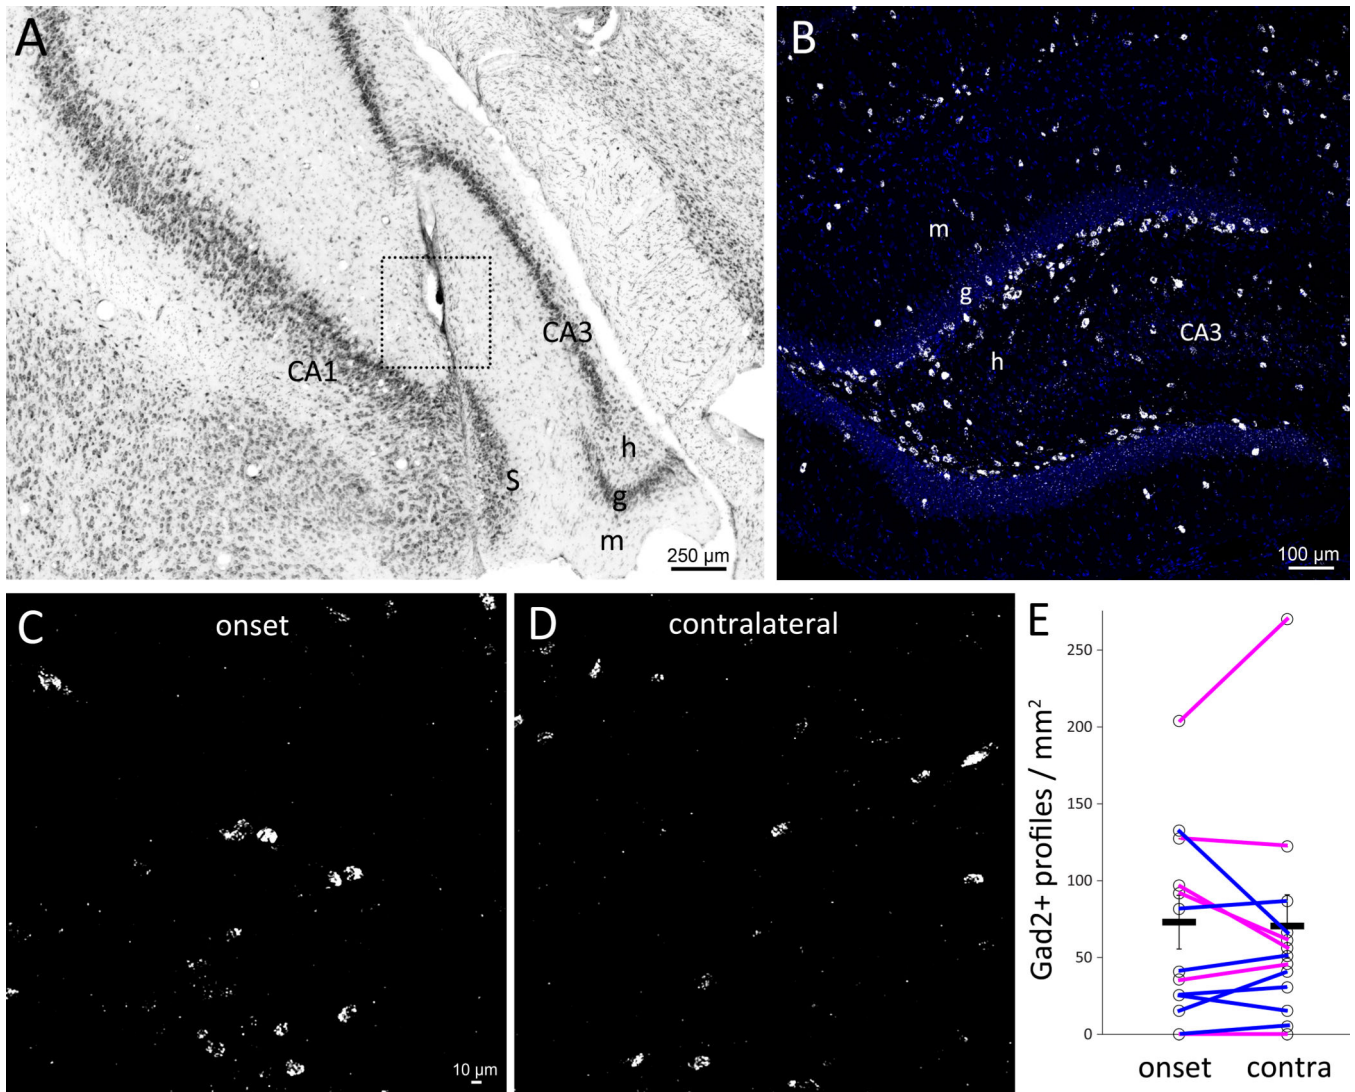 A
CA1
CA3
h
S
g
m
250 µm
B
m
g
h
CA3
100 µm
C
onset
10 µm
D
contralateral
E
Gad2+ profiles / mm²
250
200
150
100
50
0
onset
contra